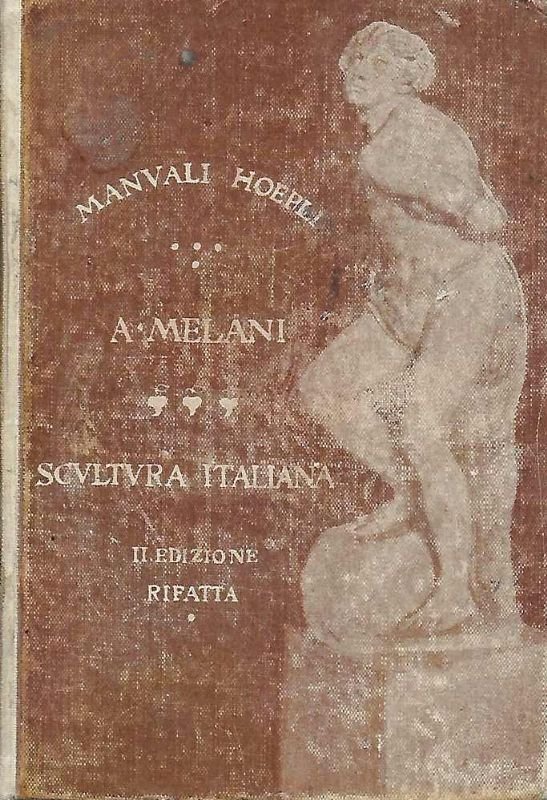 MANVALI HOEPLI
A·MELANI
SCVLTVRA ITALIANA
II EDIZIONE
RIFATTA